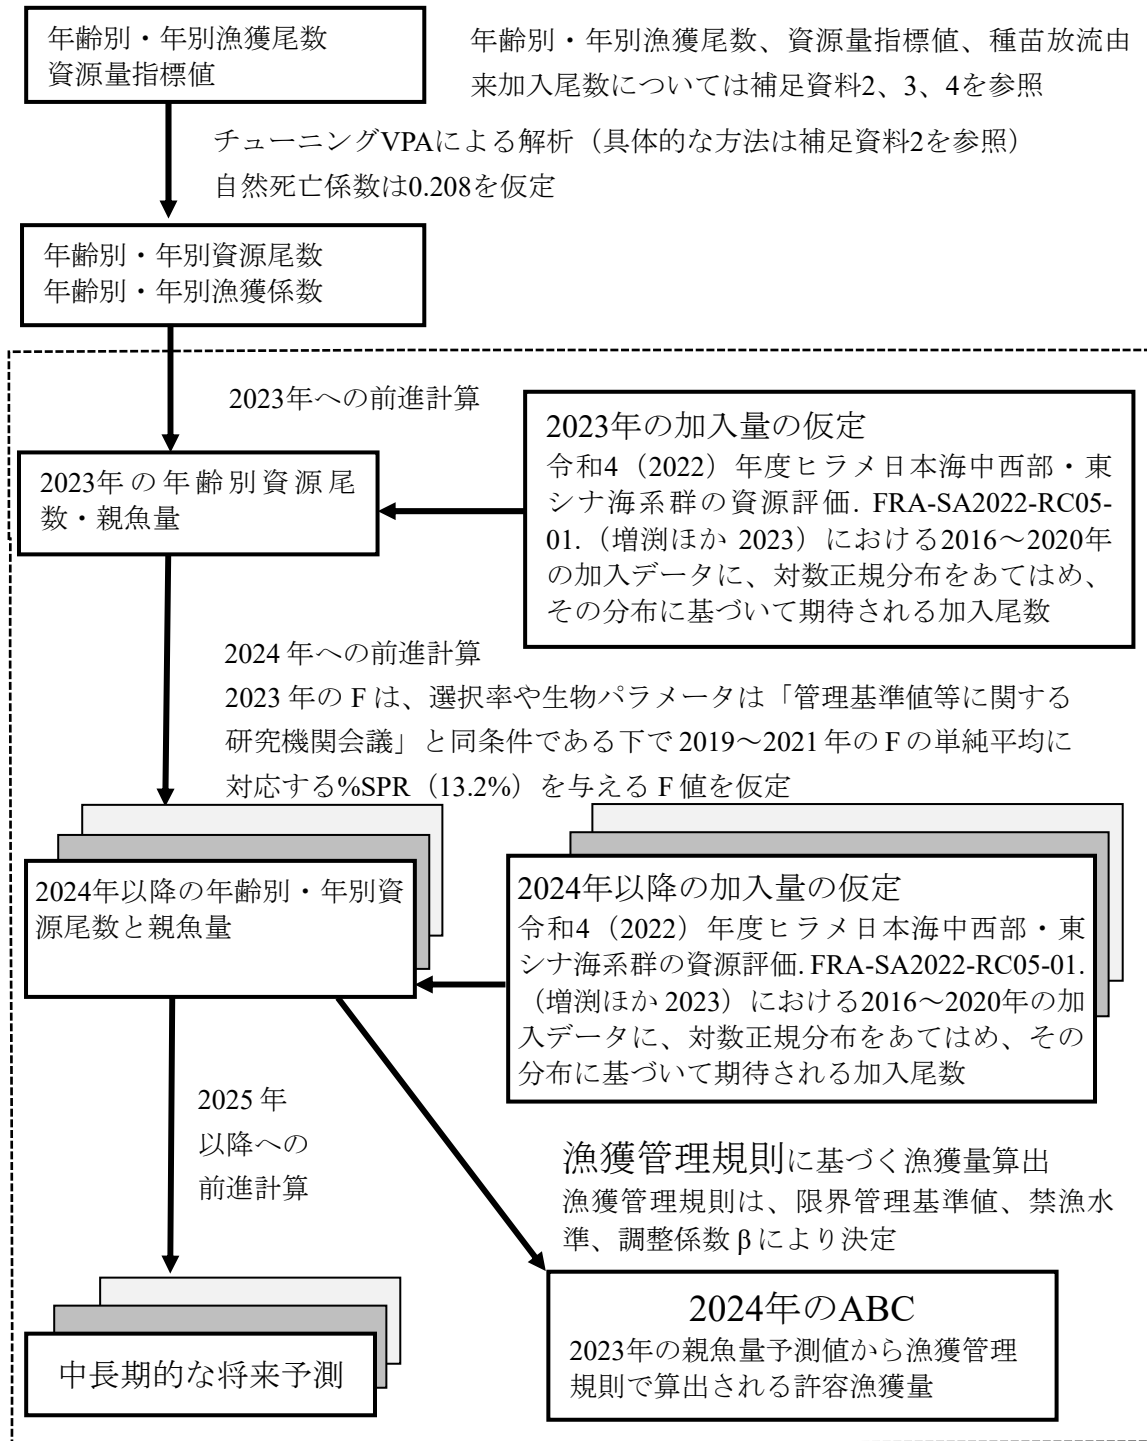 年齢別・年別漁獲尾数
資源量指標値
年齢別・年別漁獲尾数、資源量指標値、種苗放流由
来加入尾数については補足資料2、3、4を参照
チューニングVPAによる解析（具体的な方法は補足資料2を参照）
自然死亡係数は0.208を仮定
年齢別・年別資源尾数
年齢別・年別漁獲係数
2023年への前進計算
2023年の加入量の仮定
令和4（2022）年度ヒラメ日本海中西部・東
シナ海系群の資源評価. FRA-SA2022-RC05-
01.（増渕ほか 2023）における2016～2020年
の加入データに、対数正規分布をあてはめ、
その分布に基づいて期待される加入尾数
2023年の年齢別資源尾
数・親魚量
2024 年への前進計算
2023 年の F は、選択率や生物パラメータは「管理基準値等に関する
研究機関会議」と同条件である下で 2019～2021 年の F の単純平均に
対応する%SPR（13.2%）を与える F 値を仮定
2024年以降の年齢別・年別資
源尾数と親魚量
2024年以降の加入量の仮定
令和4（2022）年度ヒラメ日本海中西部・東
シナ海系群の資源評価. FRA-SA2022-RC05-01.
（増渕ほか 2023）における2016～2020年の加
入データに、対数正規分布をあてはめ、その
分布に基づいて期待される加入尾数
2025 年
以降への
前進計算
漁獲管理規則に基づく漁獲量算出
漁獲管理規則は、限界管理基準値、禁漁水
準、調整係数 β により決定
中長期的な将来予測
2024年のABC
2023年の親魚量予測値から漁獲管理
規則で算出される許容漁獲量